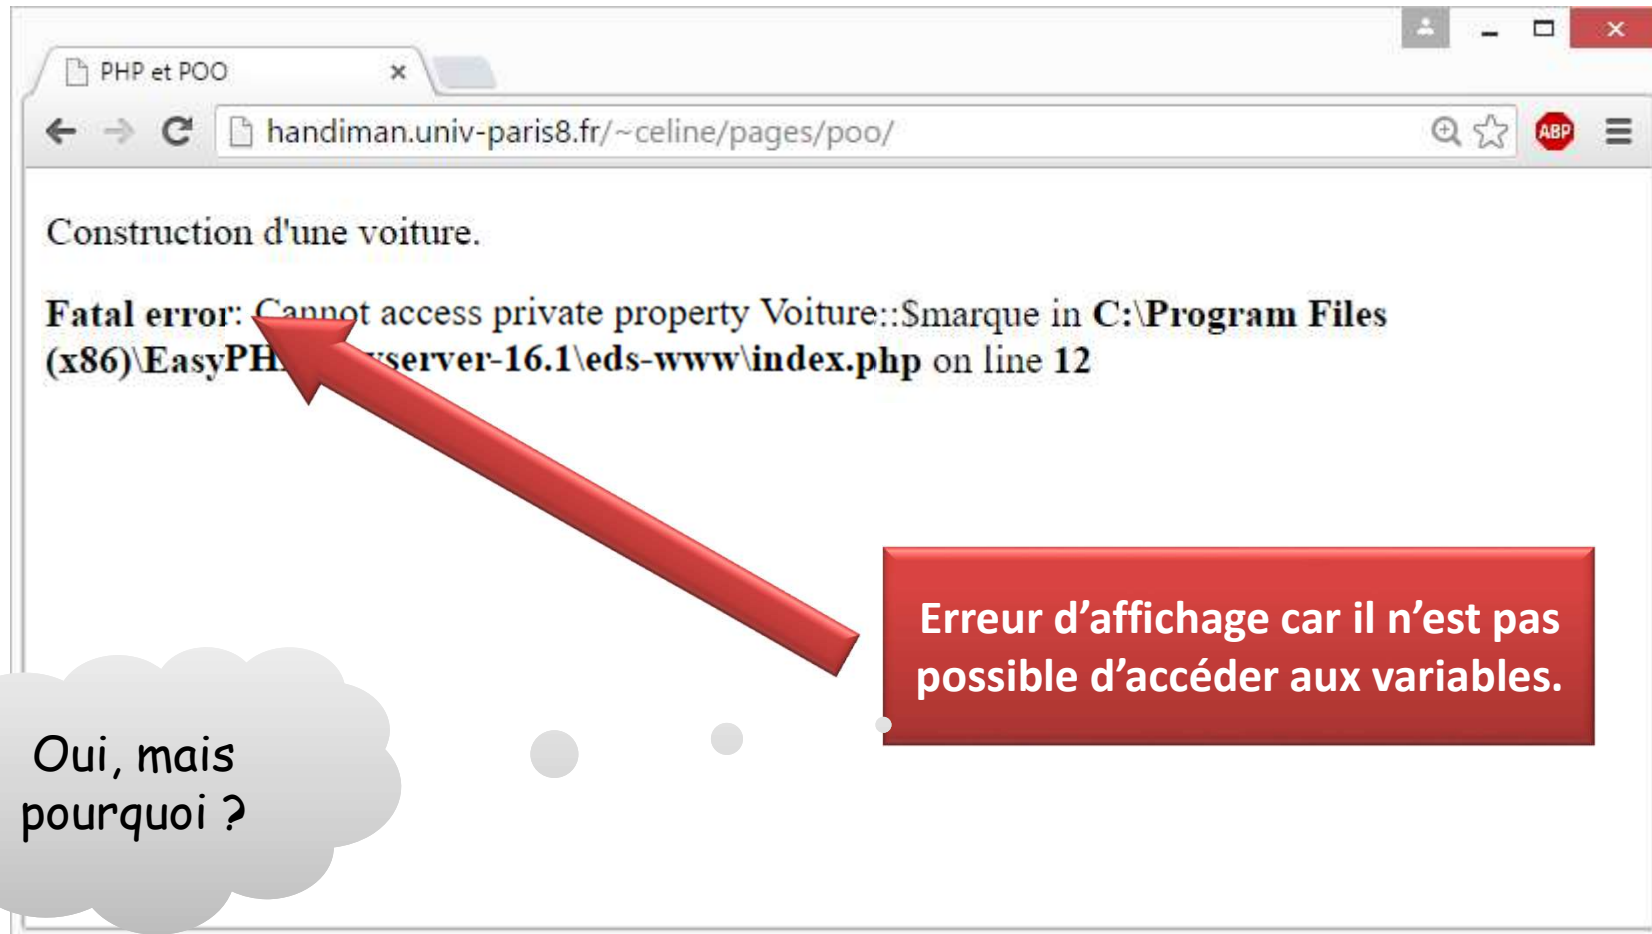 PHP et POO
handiman.univ-paris8.fr/~celine/pages/poo/
ABP
Construction d'une voiture.
Fatal error: Cannot access private property Voiture::$marque in C:\Program Files
(x86)\EasyPH server-16.1\eds-www\index.php on line 12
Erreur d’affichage car il n’est pas
possible d’accéder aux variables.
Oui, mais
pourquoi ?